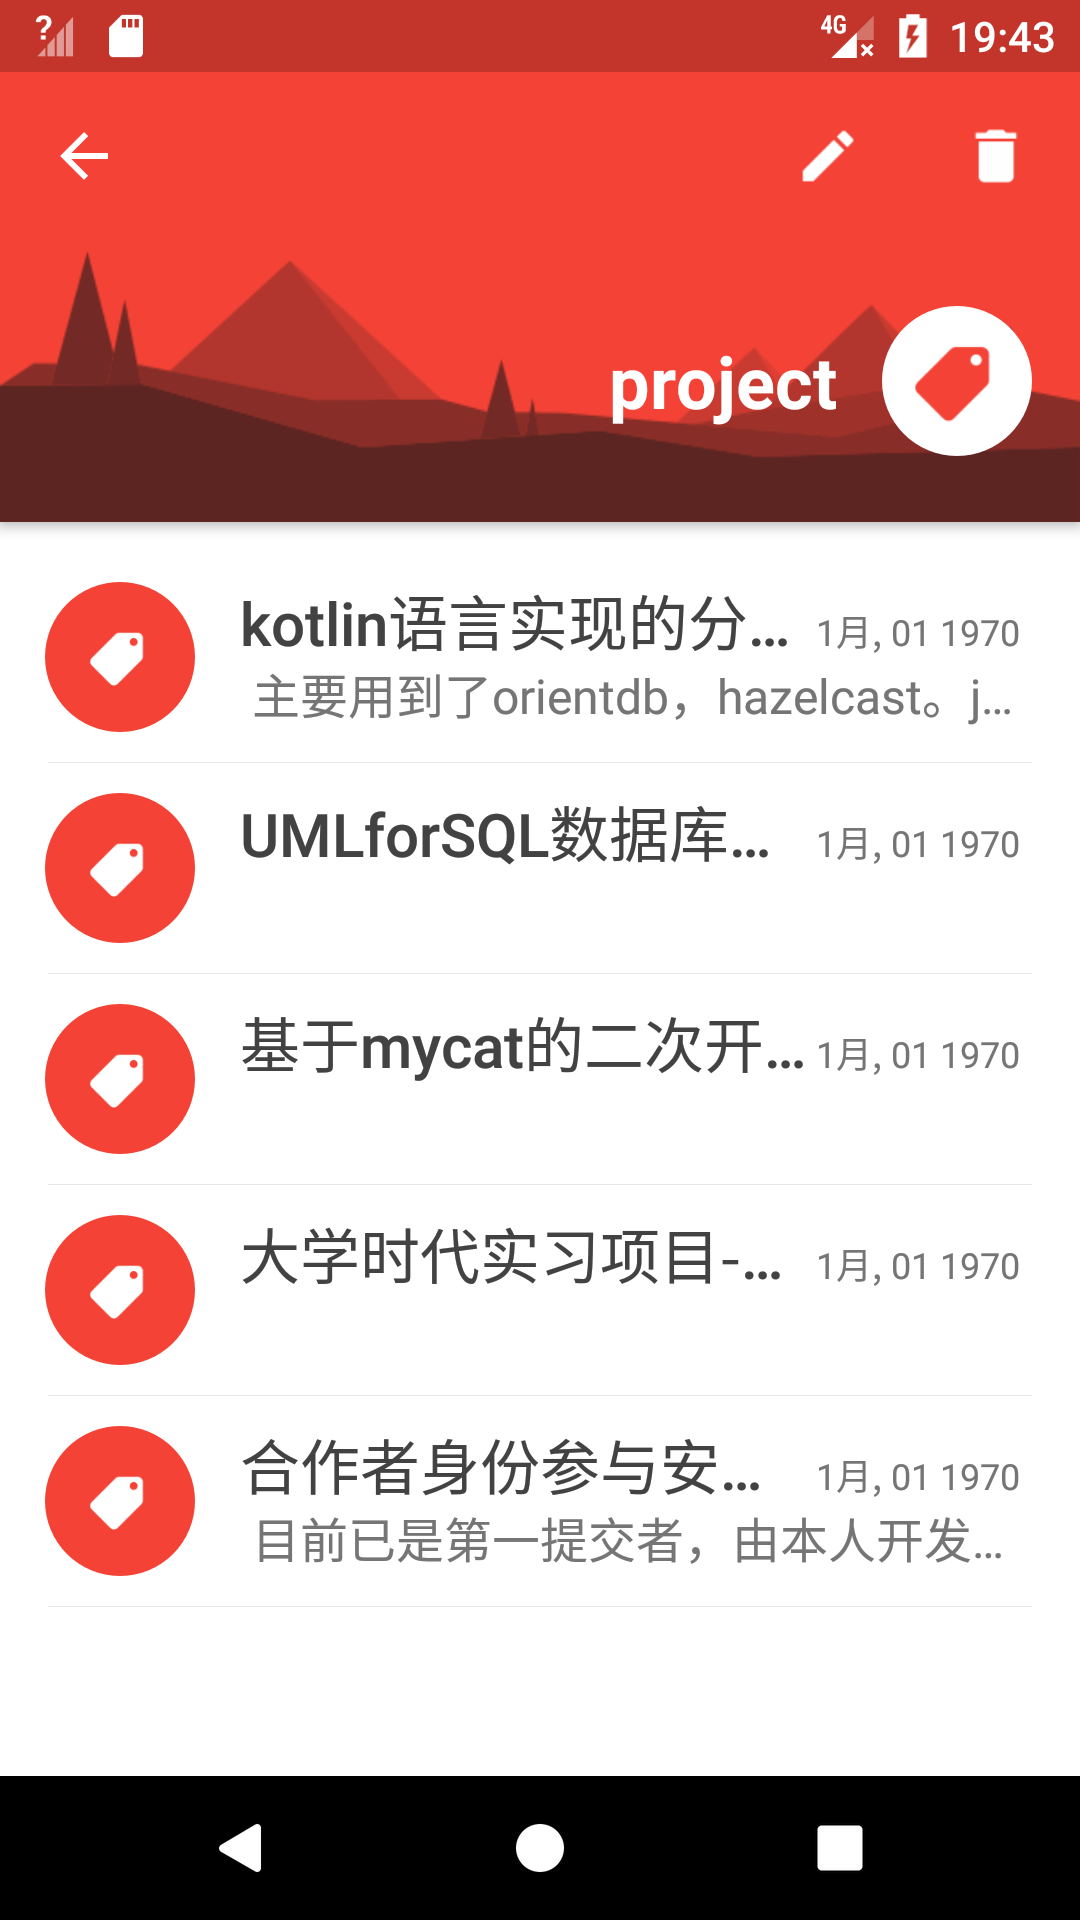 ?
4G
19:43
project
kotlin语言实现的分... 1月, 01 1970
主要用到了orientdb，hazelcast。j...
UMLforSQL数据库... 1月, 01 1970
基于mycat的二次开... 1月, 01 1970
大学时代实习项目-... 1月, 01 1970
合作者身份参与安... 1月, 01 1970
目前已是第一提交者，由本人开发...